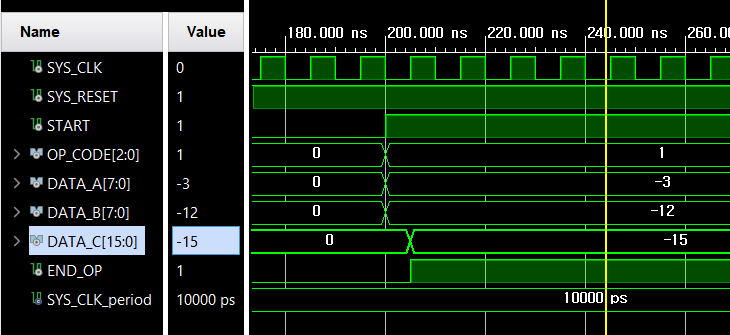 Name Value
180.000 ns 200.000 ns 220.000 ns 240.000 ns 260.0
SYS_CLK 0
SYS_RESET 1
START 1
OP_CODE[2:0] 1 0 1
DATA_A[7:0] -3 0 -3
DATA_B[7:0] -12 0 -12
DATA_C[15:0] -15 0 -15
END_OP 1
SYS_CLK_period 10000 ps 10000 ps